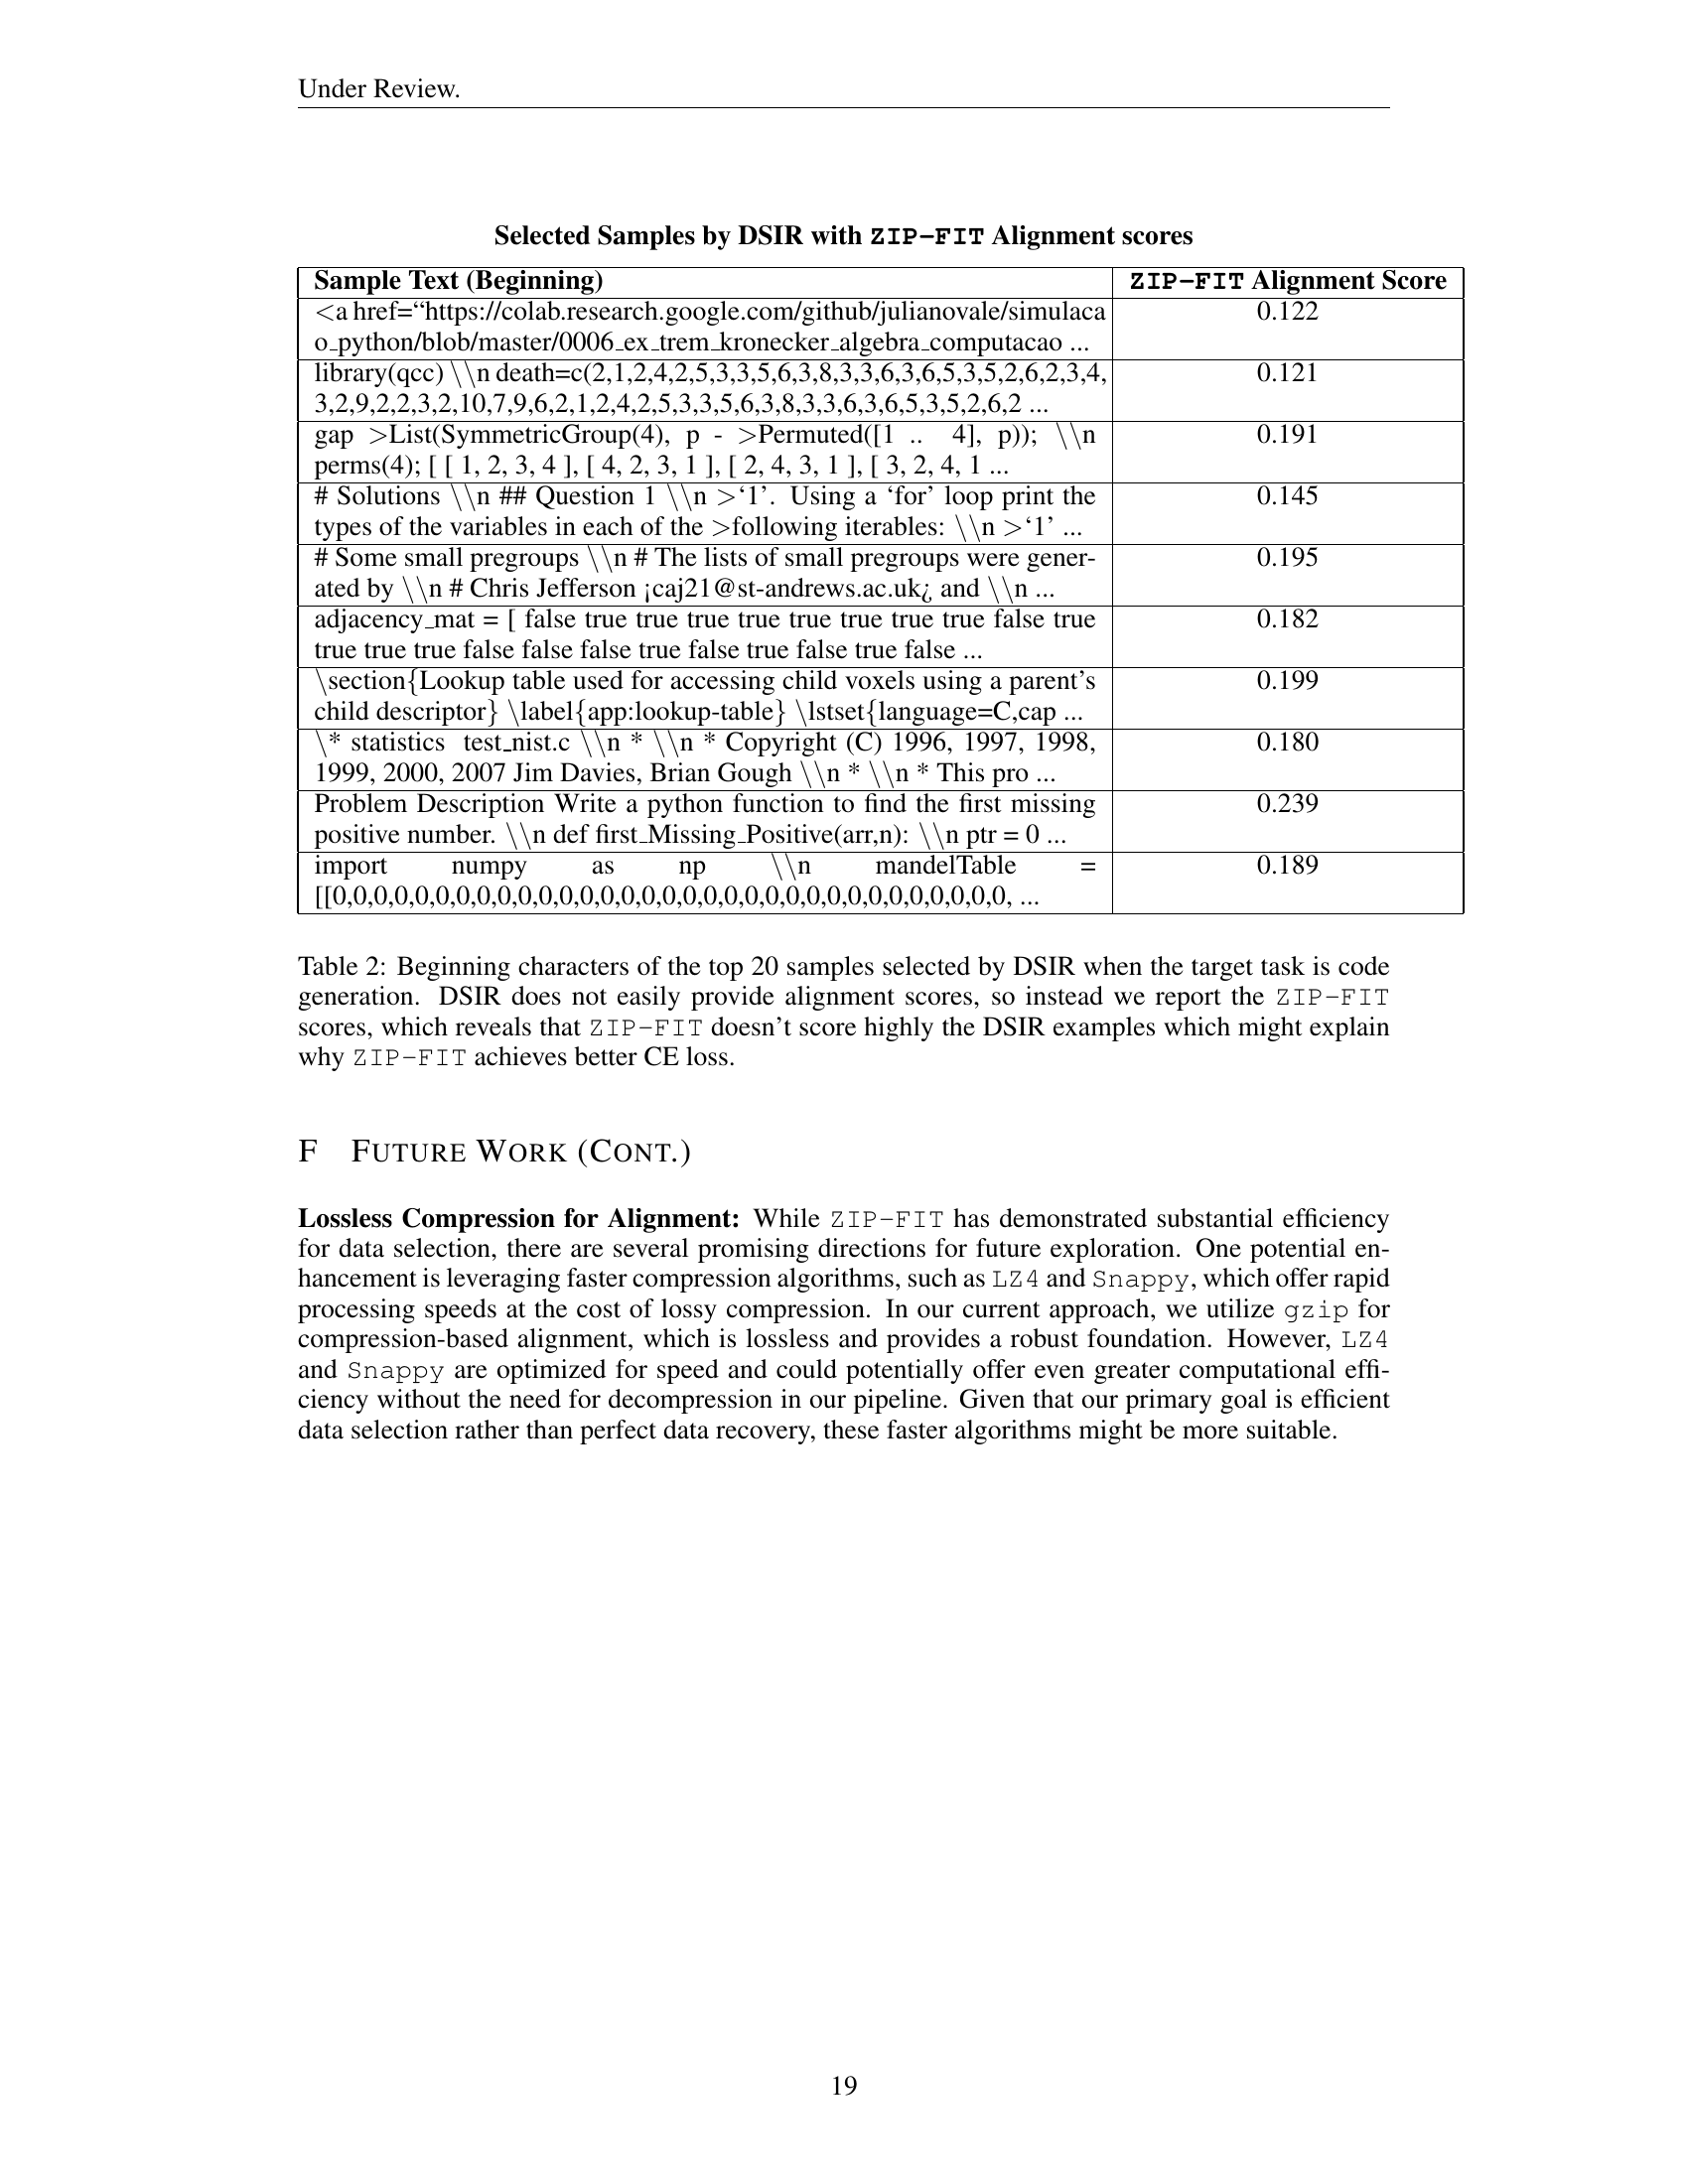 Under Review.
Selected Samples by DSIR with ZIP-FIT Alignment scores
Sample Text (Beginning) ZIP-FIT Alignment Score
<a href=“https://colab.research.google.com/github/julianovale/simulaca 0.122
o_python/blob/master/0006_ex_trem_kronecker_algebra_computacao ...
library(qcc) \\n death=c(2,1,2,4,2,5,3,3,5,6,3,8,3,3,6,3,6,5,3,5,2,6,2,3,4, 0.121
3,2,9,2,2,3,2,10,7,9,6,2,1,2,4,2,5,3,3,5,6,3,8,3,3,6,3,6,5,3,5,2,6,2 ...
gap >List(SymmetricGroup(4), p - >Permuted([1 .. 4], p)); \\n 0.191
perms(4); [ [ 1, 2, 3, 4 ], [ 4, 2, 3, 1 ], [ 2, 4, 3, 1 ], [ 3, 2, 4, 1 ...
# Solutions \\n ## Question 1 \\n >‘1’. Using a ‘for’ loop print the 0.145
types of the variables in each of the >following iterables: \\n >‘1’ ...
# Some small pregroups \\n # The lists of small pregroups were gener- 0.195
ated by \\n # Chris Jefferson ¡caj21@st-andrews.ac.uk¿ and \\n ...
adjacency_mat = [ false true true true true true true true true false true 0.182
true true true false false false true false true false true false ...
\section{Lookup table used for accessing child voxels using a parent’s 0.199
child descriptor} \label{app:lookup-table} \lstset{language=C,cap ...
\* statistics test_nist.c \\n * \\n * Copyright (C) 1996, 1997, 1998, 0.180
1999, 2000, 2007 Jim Davies, Brian Gough \\n * \\n * This pro ...
Problem Description Write a python function to find the first missing 0.239
positive number. \\n def first_Missing_Positive(arr,n): \\n ptr = 0 ...
import numpy as np \\n mandelTable = 0.189
[[0,0,0,0,0,0,0,0,0,0,0,0,0,0,0,0,0,0,0,0,0,0,0,0,0,0,0,0,0,0,0,0,0, ...
Table 2: Beginning characters of the top 20 samples selected by DSIR when the target task is code
generation. DSIR does not easily provide alignment scores, so instead we report the ZIP-FIT
scores, which reveals that ZIP-FIT doesn’t score highly the DSIR examples which might explain
why ZIP-FIT achieves better CE loss.
F FUTURE WORK (CONT.)
Lossless Compression for Alignment: While ZIP-FIT has demonstrated substantial efficiency
for data selection, there are several promising directions for future exploration. One potential en-
hancement is leveraging faster compression algorithms, such as LZ4 and Snappy, which offer rapid
processing speeds at the cost of lossy compression. In our current approach, we utilize gzip for
compression-based alignment, which is lossless and provides a robust foundation. However, LZ4
and Snappy are optimized for speed and could potentially offer even greater computational effi-
ciency without the need for decompression in our pipeline. Given that our primary goal is efficient
data selection rather than perfect data recovery, these faster algorithms might be more suitable.
19